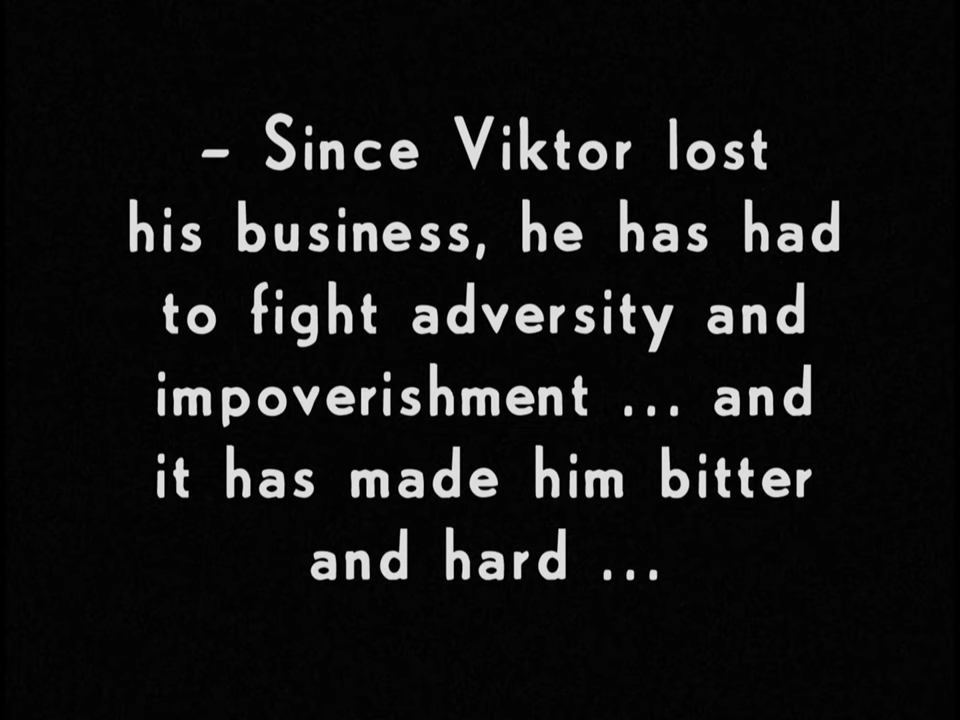 – Since Viktor lost
his business, he has had
to fight adversity and
impoverishment ... and
it has made him bitter
and hard ...